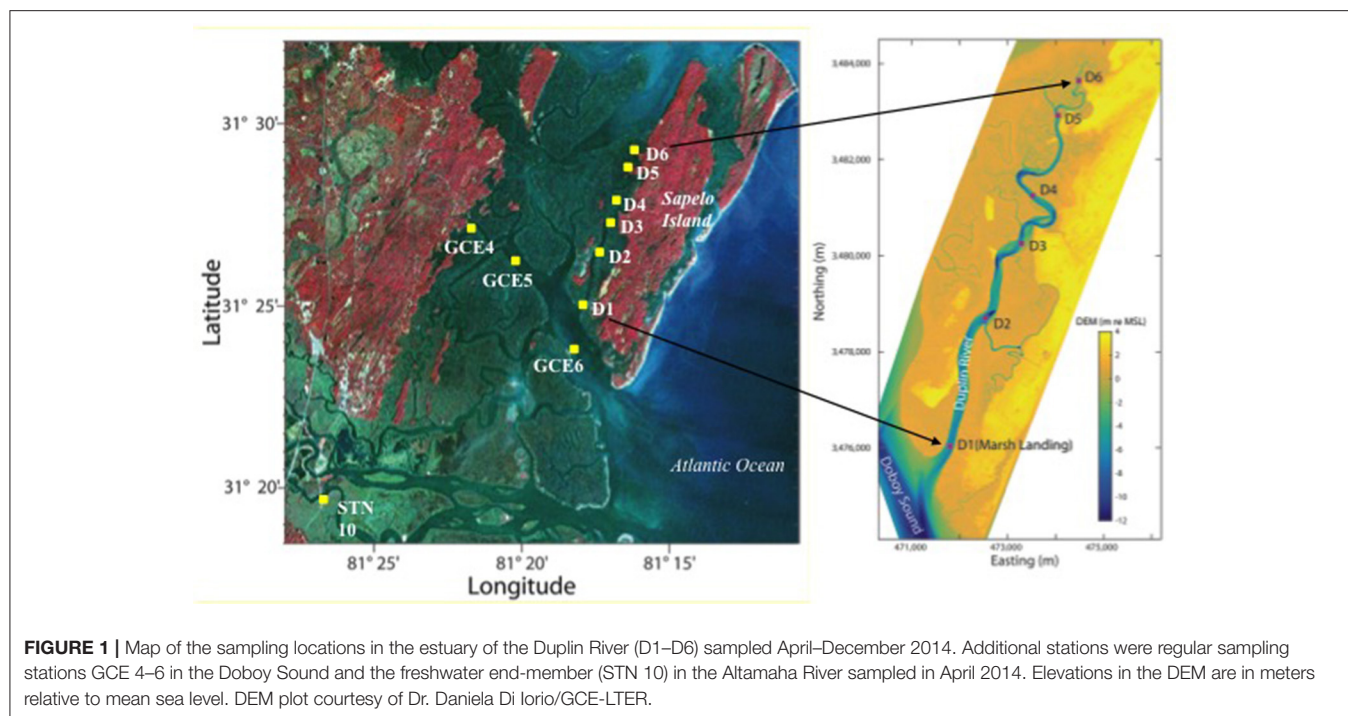 31° 30'
31° 25'
31° 20'
Latitude
81° 25'
81° 20'
81° 15'
Longitude
D6
D5
D4
D3
D2
D1
Sapelo
Island
GCE4
GCE5
GCE6
STN
10
Atlantic Ocean
3,484,000
3,482,000
3,480,000
3,478,000
3,476,000
Northing (m)
471,000
473,000
475,000
Easting (m)
D6
D5
D4
D3
D2
D1(Marsh Landing)
Duplin River
Doboy Sound
DEM (m re MSL)
4
2
0
-2
-4
-6
-8
-10
-12
FIGURE 1 | Map of the sampling locations in the estuary of the Duplin River (D1–D6) sampled April–December 2014. Additional stations were regular sampling
stations GCE 4–6 in the Doboy Sound and the freshwater end-member (STN 10) in the Altamaha River sampled in April 2014. Elevations in the DEM are in meters
relative to mean sea level. DEM plot courtesy of Dr. Daniela Di Iorio/GCE-LTER.